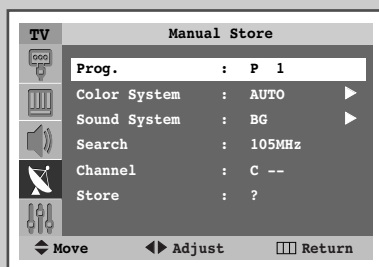 TV Manual Store
Prog. : P 1
Color System : AUTO
Sound System : BG
Search : 105MHz
Channel : C --
Store : ?
Move Adjust Return